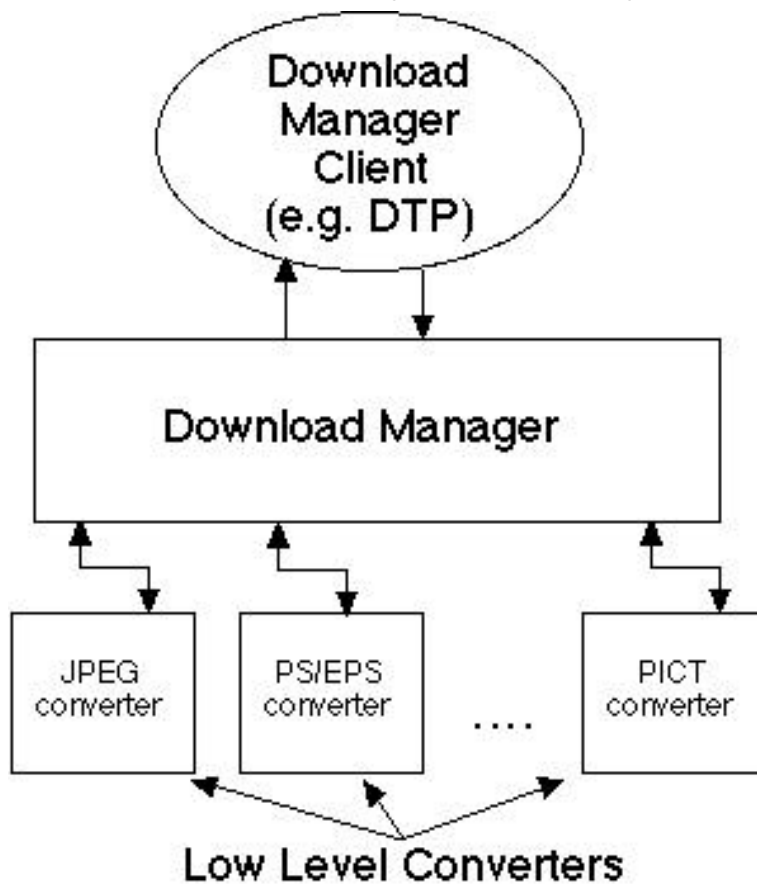 Download
Manager
Client
(e.g. DTP)
Download Manager
JPEG
converter
PS/EPS
converter
....
PICT
converter
Low Level Converters